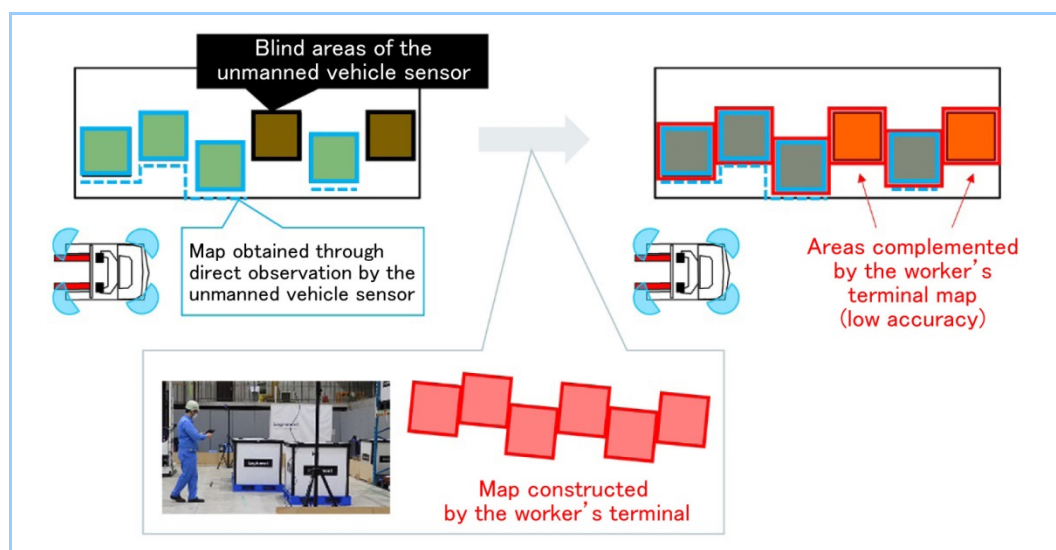 Blind areas of the
unmanned vehicle sensor
Map obtained through
direct observation by the
unmanned vehicle sensor
Areas complemented
by the worker’s
terminal map
(low accuracy)
Map constructed
by the worker’s terminal